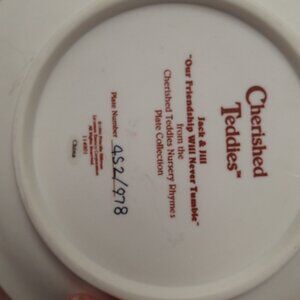 Cherished
Teddies™
Jack & Jill
"Our Friendship Will Never Tumble"
from the
Cherished Teddies Nursery Rhymes
Plate Collection
Plate Number 452/978
China